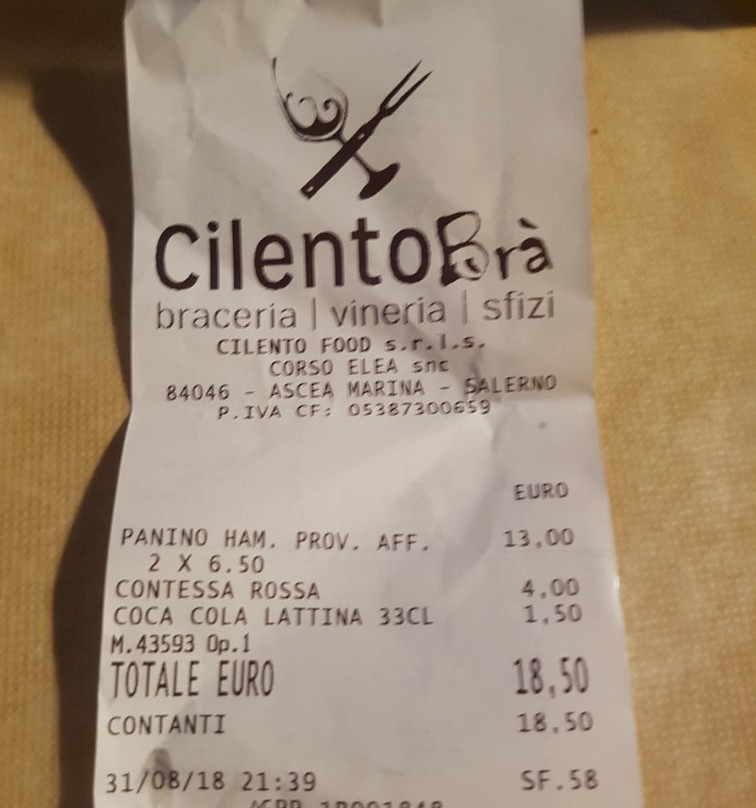 CilentoBrà
braceria | vineria | sfizi
CILENTO FOOD s.r.l.s.
CORSO ELEA snc
84046 - ASCEA MARINA - SALERNO
P.IVA CF: 05387300659
EURO
PANINO HAM. PROV. AFF. 13,00
2 X 6.50
CONTESSA ROSSA 4,00
COCA COLA LATTINA 33CL 1,50
M.43593 Op.1
TOTALE EURO 18,50
CONTANTI 18,50
31/08/18 21:39 SF.58